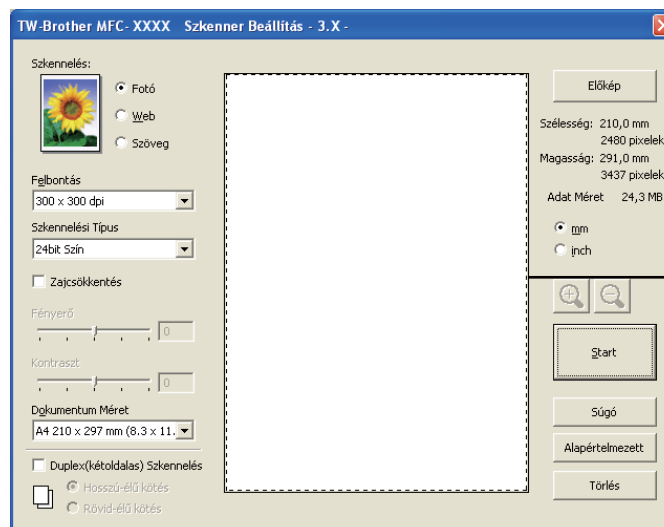 TW-Brother MFC- XXXX Szkenner Beállítás - 3.X -
Szkennelés:
Fotó
Web
Szöveg
Felbontás
300 x 300 dpi
Szkennelési Típus
24bit Szín
Zajcsökkentés
Fényerő
0
Kontraszt
0
Dokumentum Méret
A4 210 x 297 mm (8.3 x 11.
Duplex(kétoldalas) Szkennelés
Hosszú-élű kötés
Rövid-élű kötés
Előkép
Szélesség: 210,0 mm
2480 pixelek
Magasság: 291,0 mm
3437 pixelek
Adat Méret 24,3 MB
mm
inch
Start
Súgó
Alapértelmezett
Törlés